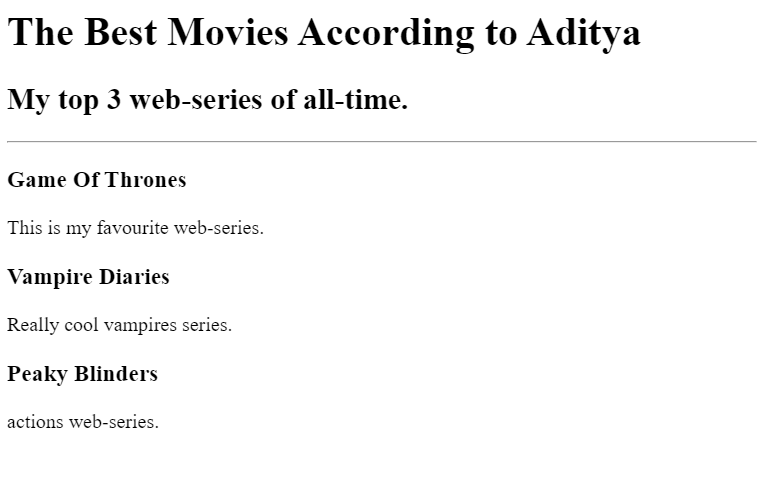 The Best Movies According to Aditya
My top 3 web-series of all-time.
Game Of Thrones
This is my favourite web-series.
Vampire Diaries
Really cool vampires series.
Peaky Blinders
actions web-series.